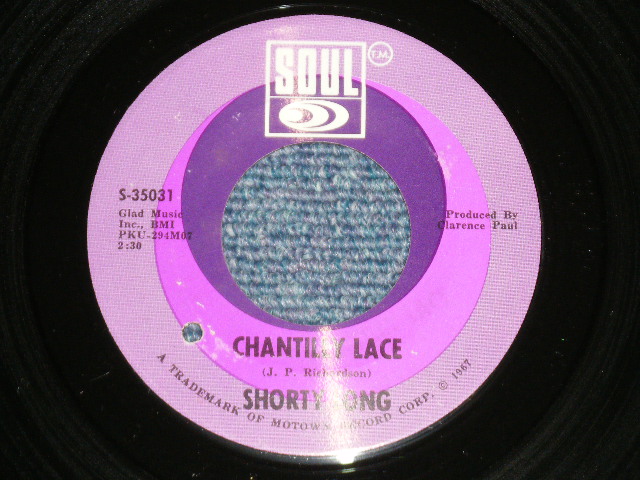 SOUL
T.M.
S-35031
Glad Music
Inc., BMI
PKU-294M07
2:30
Produced By
Clarence Paul
CHANTILLY LACE
(J. P. Richardson)
SHORTY LONG
A TRADEMARK OF MOTOWN RECORD CORP. © 1967